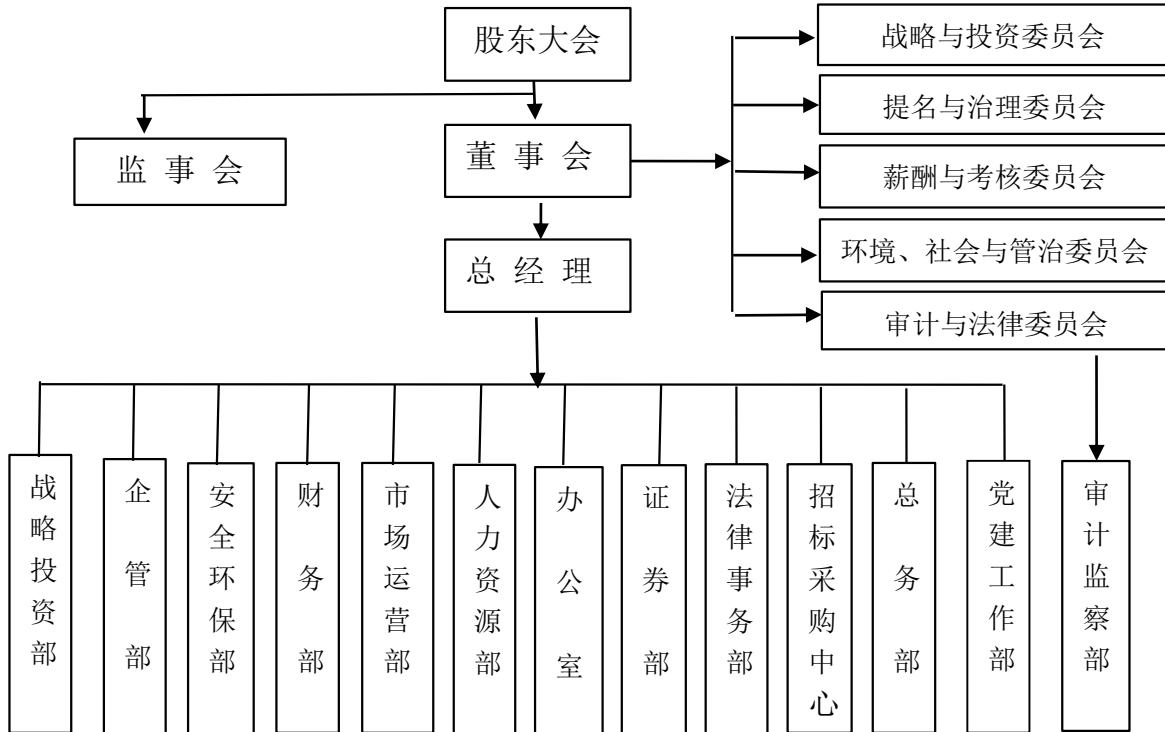 股东大会
战略与投资委员会
提名与治理委员会
监事会
董事会
薪酬与考核委员会
总经理
环境、社会与管治委员会
审计与法律委员会
战略投资部
企管部
安全环保部
财务部
市场运营部
人力资源部
办公室
证券部
法律事务部
招标采购中心
总务部
党建工作部
审计监察部